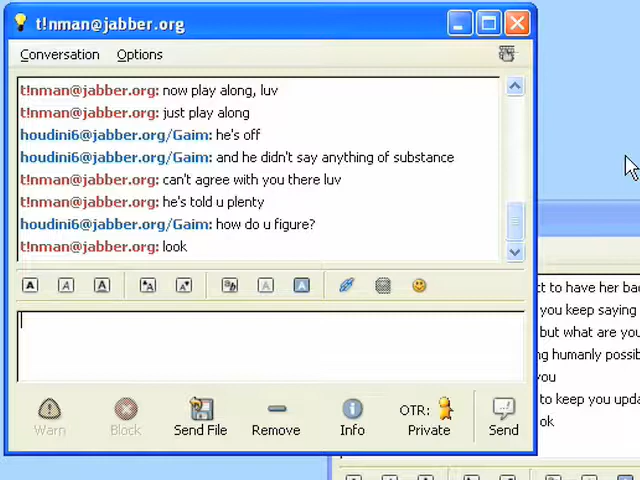 t!nman@jabber.org
Conversation Options
t!nman@jabber.org: now play along, luv
t!nman@jabber.org: just play along
houdini6@jabber.org/Gaim: he's off
houdini6@jabber.org/Gaim: and he didn't say anything of substance
t!nman@jabber.org: can't agree with you there luv
t!nman@jabber.org: he's told u plenty
houdini6@jabber.org/Gaim: how do u figure?
t!nman@jabber.org: look
ct to have her bac
you keep saying
but what are you
ng humanly possib
you
to keep you upda
ok
OTR:
Warn Block Send File Remove Info Private Send